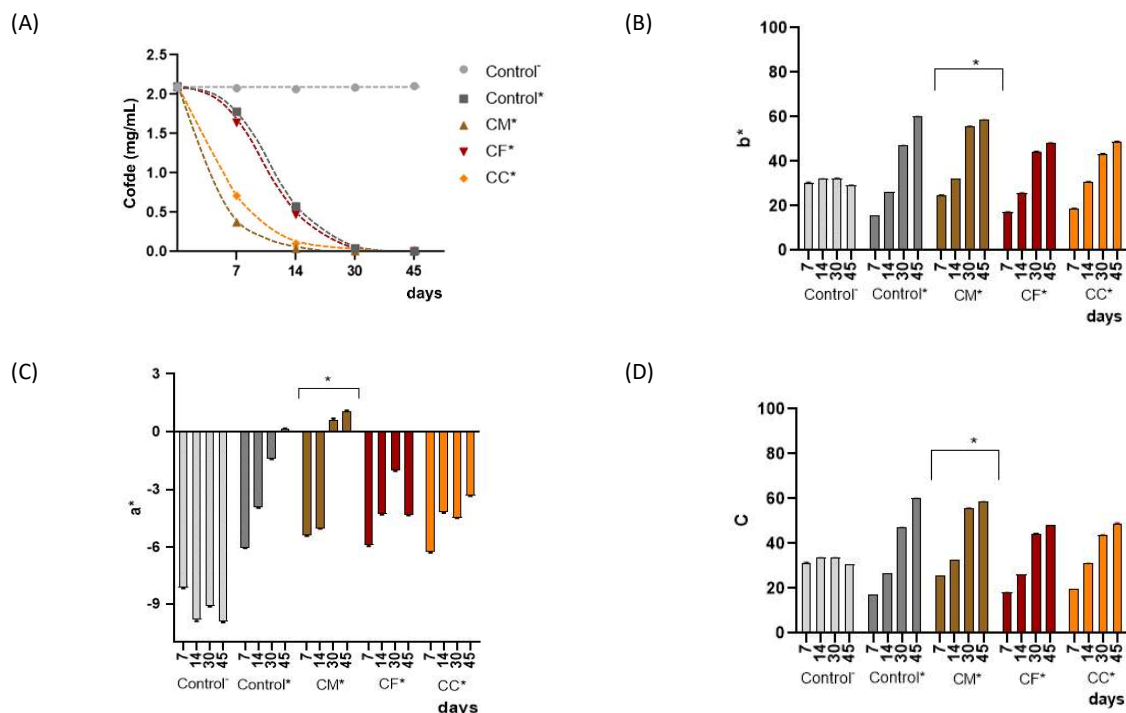 (A)
2.5
2.0
1.5
1.0
0.5
0.0
Cofde (mg/mL)
7 14 30 45
days
Control-
Control*
CM*
CF*
CC*
(B)
100
80
60
40
20
0
b*
*
7 14 30 45 7 14 30 45 7 14 30 45 7 14 30 45 7 14 30 45
Control- Control* CM* CF* CC*
days
(C)
3
0
-3
-6
-9
a*
*
7 14 30 45 7 14 30 45 7 14 30 45 7 14 30 45 7 14 30 45
Control- Control* CM* CF* CC*
days
(D)
100
80
60
40
20
0
C
*
7 14 30 45 7 14 30 45 7 14 30 45 7 14 30 45 7 14 30 45
Control- Control* CM* CF* CC*
days